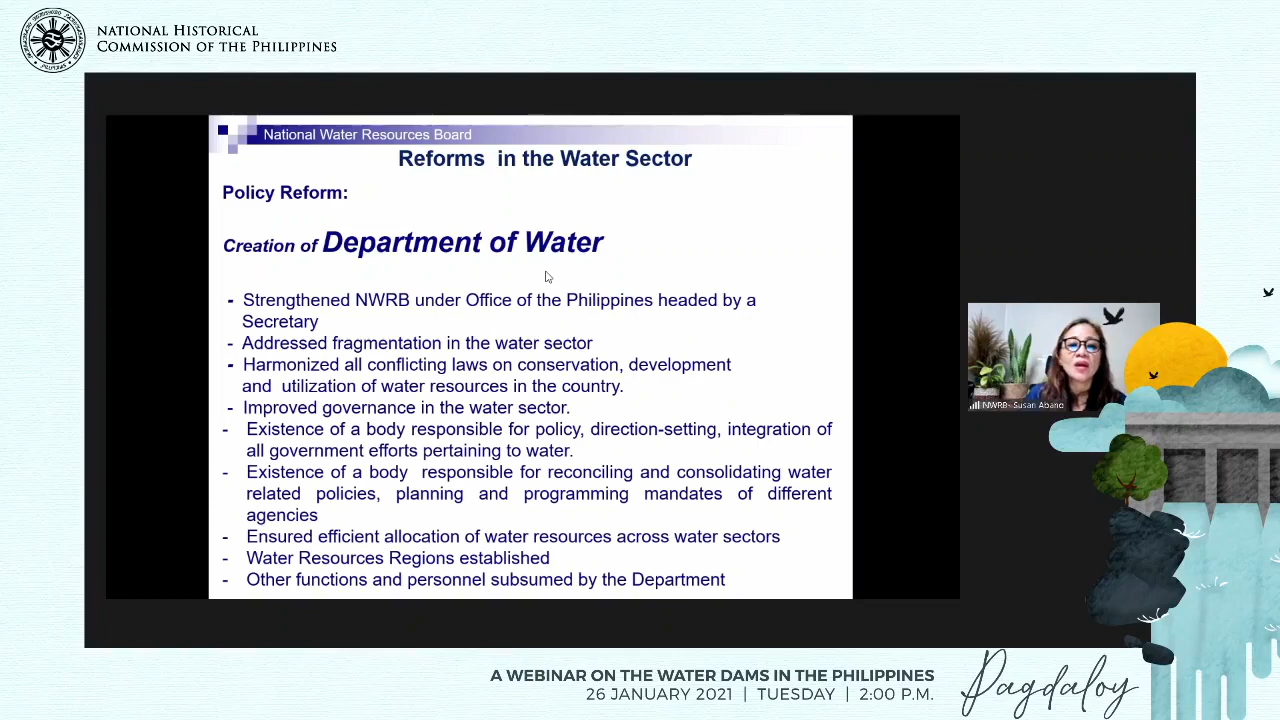 NATIONAL HISTORICAL
COMMISSION OF THE PHILIPPINES
National Water Resources Board
Reforms in the Water Sector
Policy Reform:
Creation of Department of Water
- Strengthened NWRB under Office of the Philippines headed by a
Secretary
- Addressed fragmentation in the water sector
- Harmonized all conflicting laws on conservation, development
and utilization of water resources in the country.
- Improved governance in the water sector.
- Existence of a body responsible for policy, direction-setting, integration of
all government efforts pertaining to water.
- Existence of a body responsible for reconciling and consolidating water
related policies, planning and programming mandates of different
agencies
- Ensured efficient allocation of water resources across water sectors
- Water Resources Regions established
- Other functions and personnel subsumed by the Department
NWRB- Susan Abano
A WEBINAR ON THE WATER DAMS IN THE PHILIPPINES
26 JANUARY 2021 | TUESDAY | 2:00 P.M.
Pagdaloy